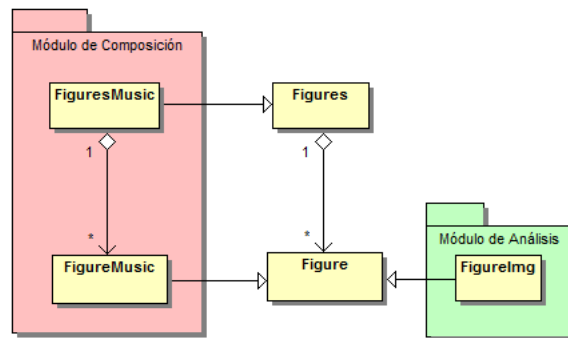 Módulo de Composición
FiguresMusic
Figures
1
1
*
*
Módulo de Análisis
FigureMusic
Figure
FigureImg